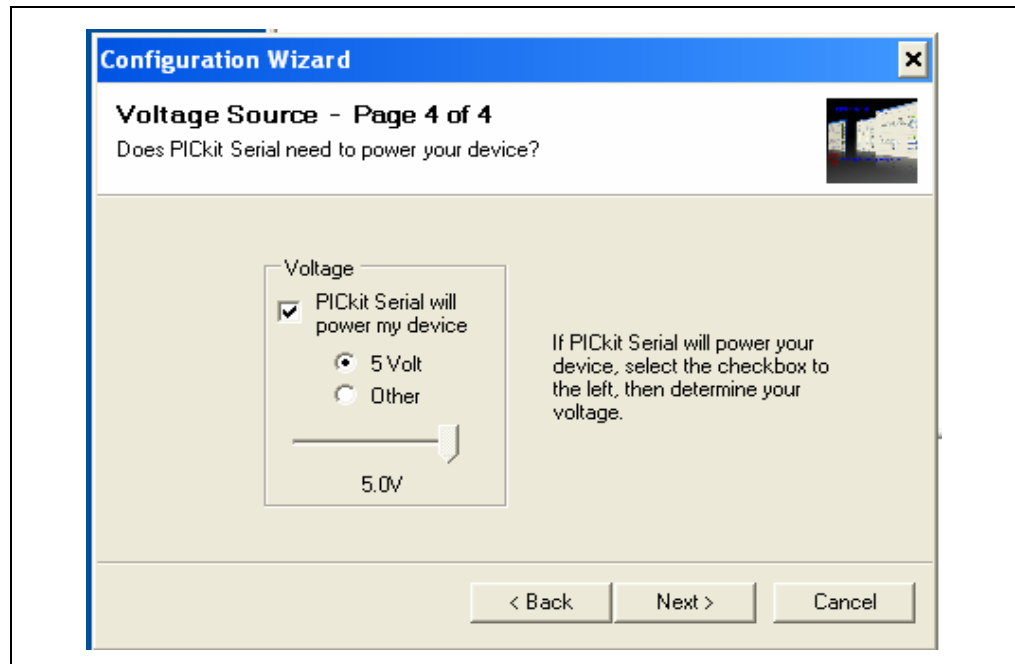 Configuration Wizard
Voltage Source - Page 4 of 4
Does PICkit Serial need to power your device?
Voltage
PICkit Serial will
power my device
5 Volt
Other
5.0V
If PICkit Serial will power your
device, select the checkbox to
the left, then determine your
voltage.
< Back
Next >
Cancel